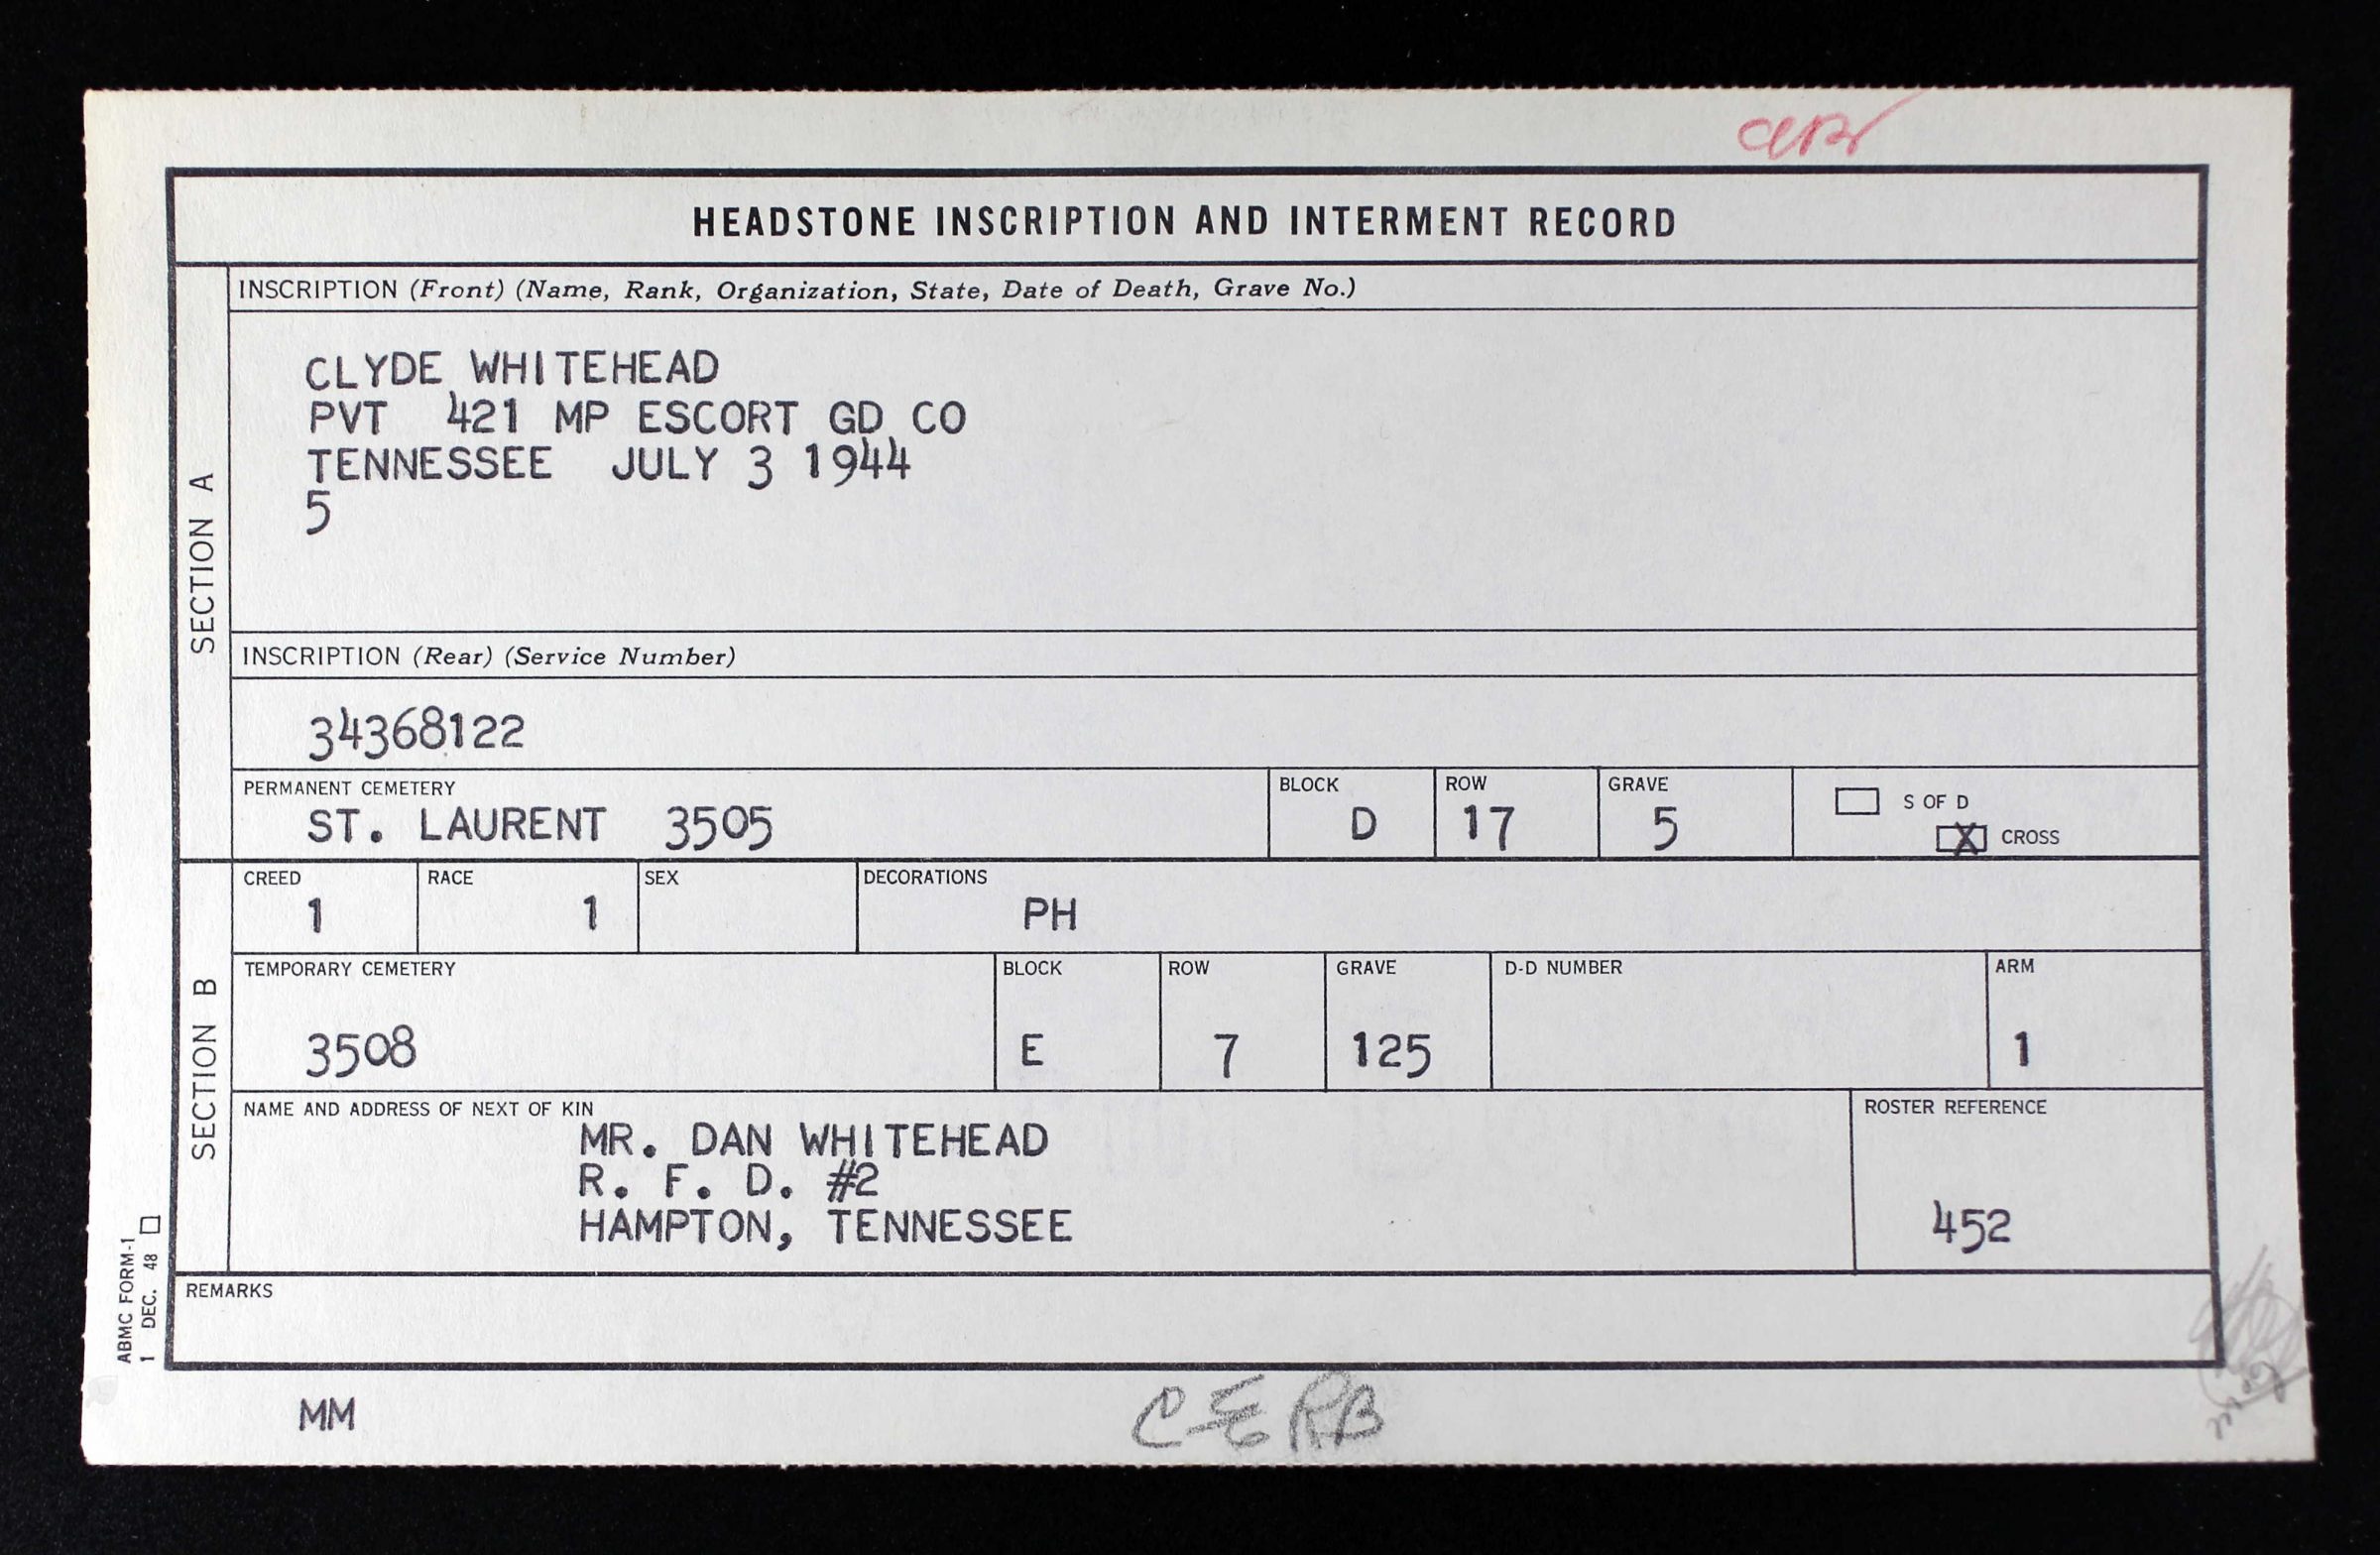 HEADSTONE INSCRIPTION AND INTERMENT RECORD
SECTION A
INSCRIPTION (Front) (Name, Rank, Organization, State, Date of Death, Grave No.)
CLYDE WHITEHEAD
PVT 421 MP ESCORT GD CO
TENNESSEE JULY 3 1944
5
INSCRIPTION (Rear) (Service Number)
34368122
PERMANENT CEMETERY
ST. LAURENT 3505
BLOCK
D
ROW
17
GRAVE
5
S OF D
X CROSS
SECTION B
CREED
1
RACE
1
SEX
DECORATIONS
PH
TEMPORARY CEMETERY
3508
BLOCK
E
ROW
7
GRAVE
125
D-D NUMBER
ARM
1
NAME AND ADDRESS OF NEXT OF KIN
MR. DAN WHITEHEAD
R. F. D. #2
HAMPTON, TENNESSEE
ROSTER REFERENCE
452
REMARKS
ABMC FORM-1
1 DEC. 48
MM